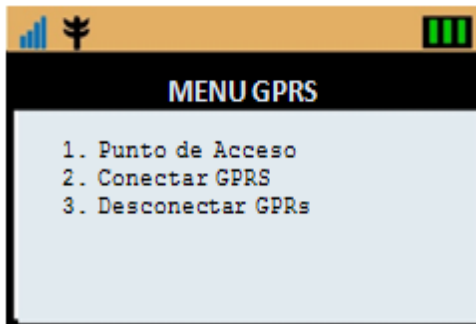 MENU GPRS
1. Punto de Acceso
2. Conectar GPRS
3. Desconectar GPRs